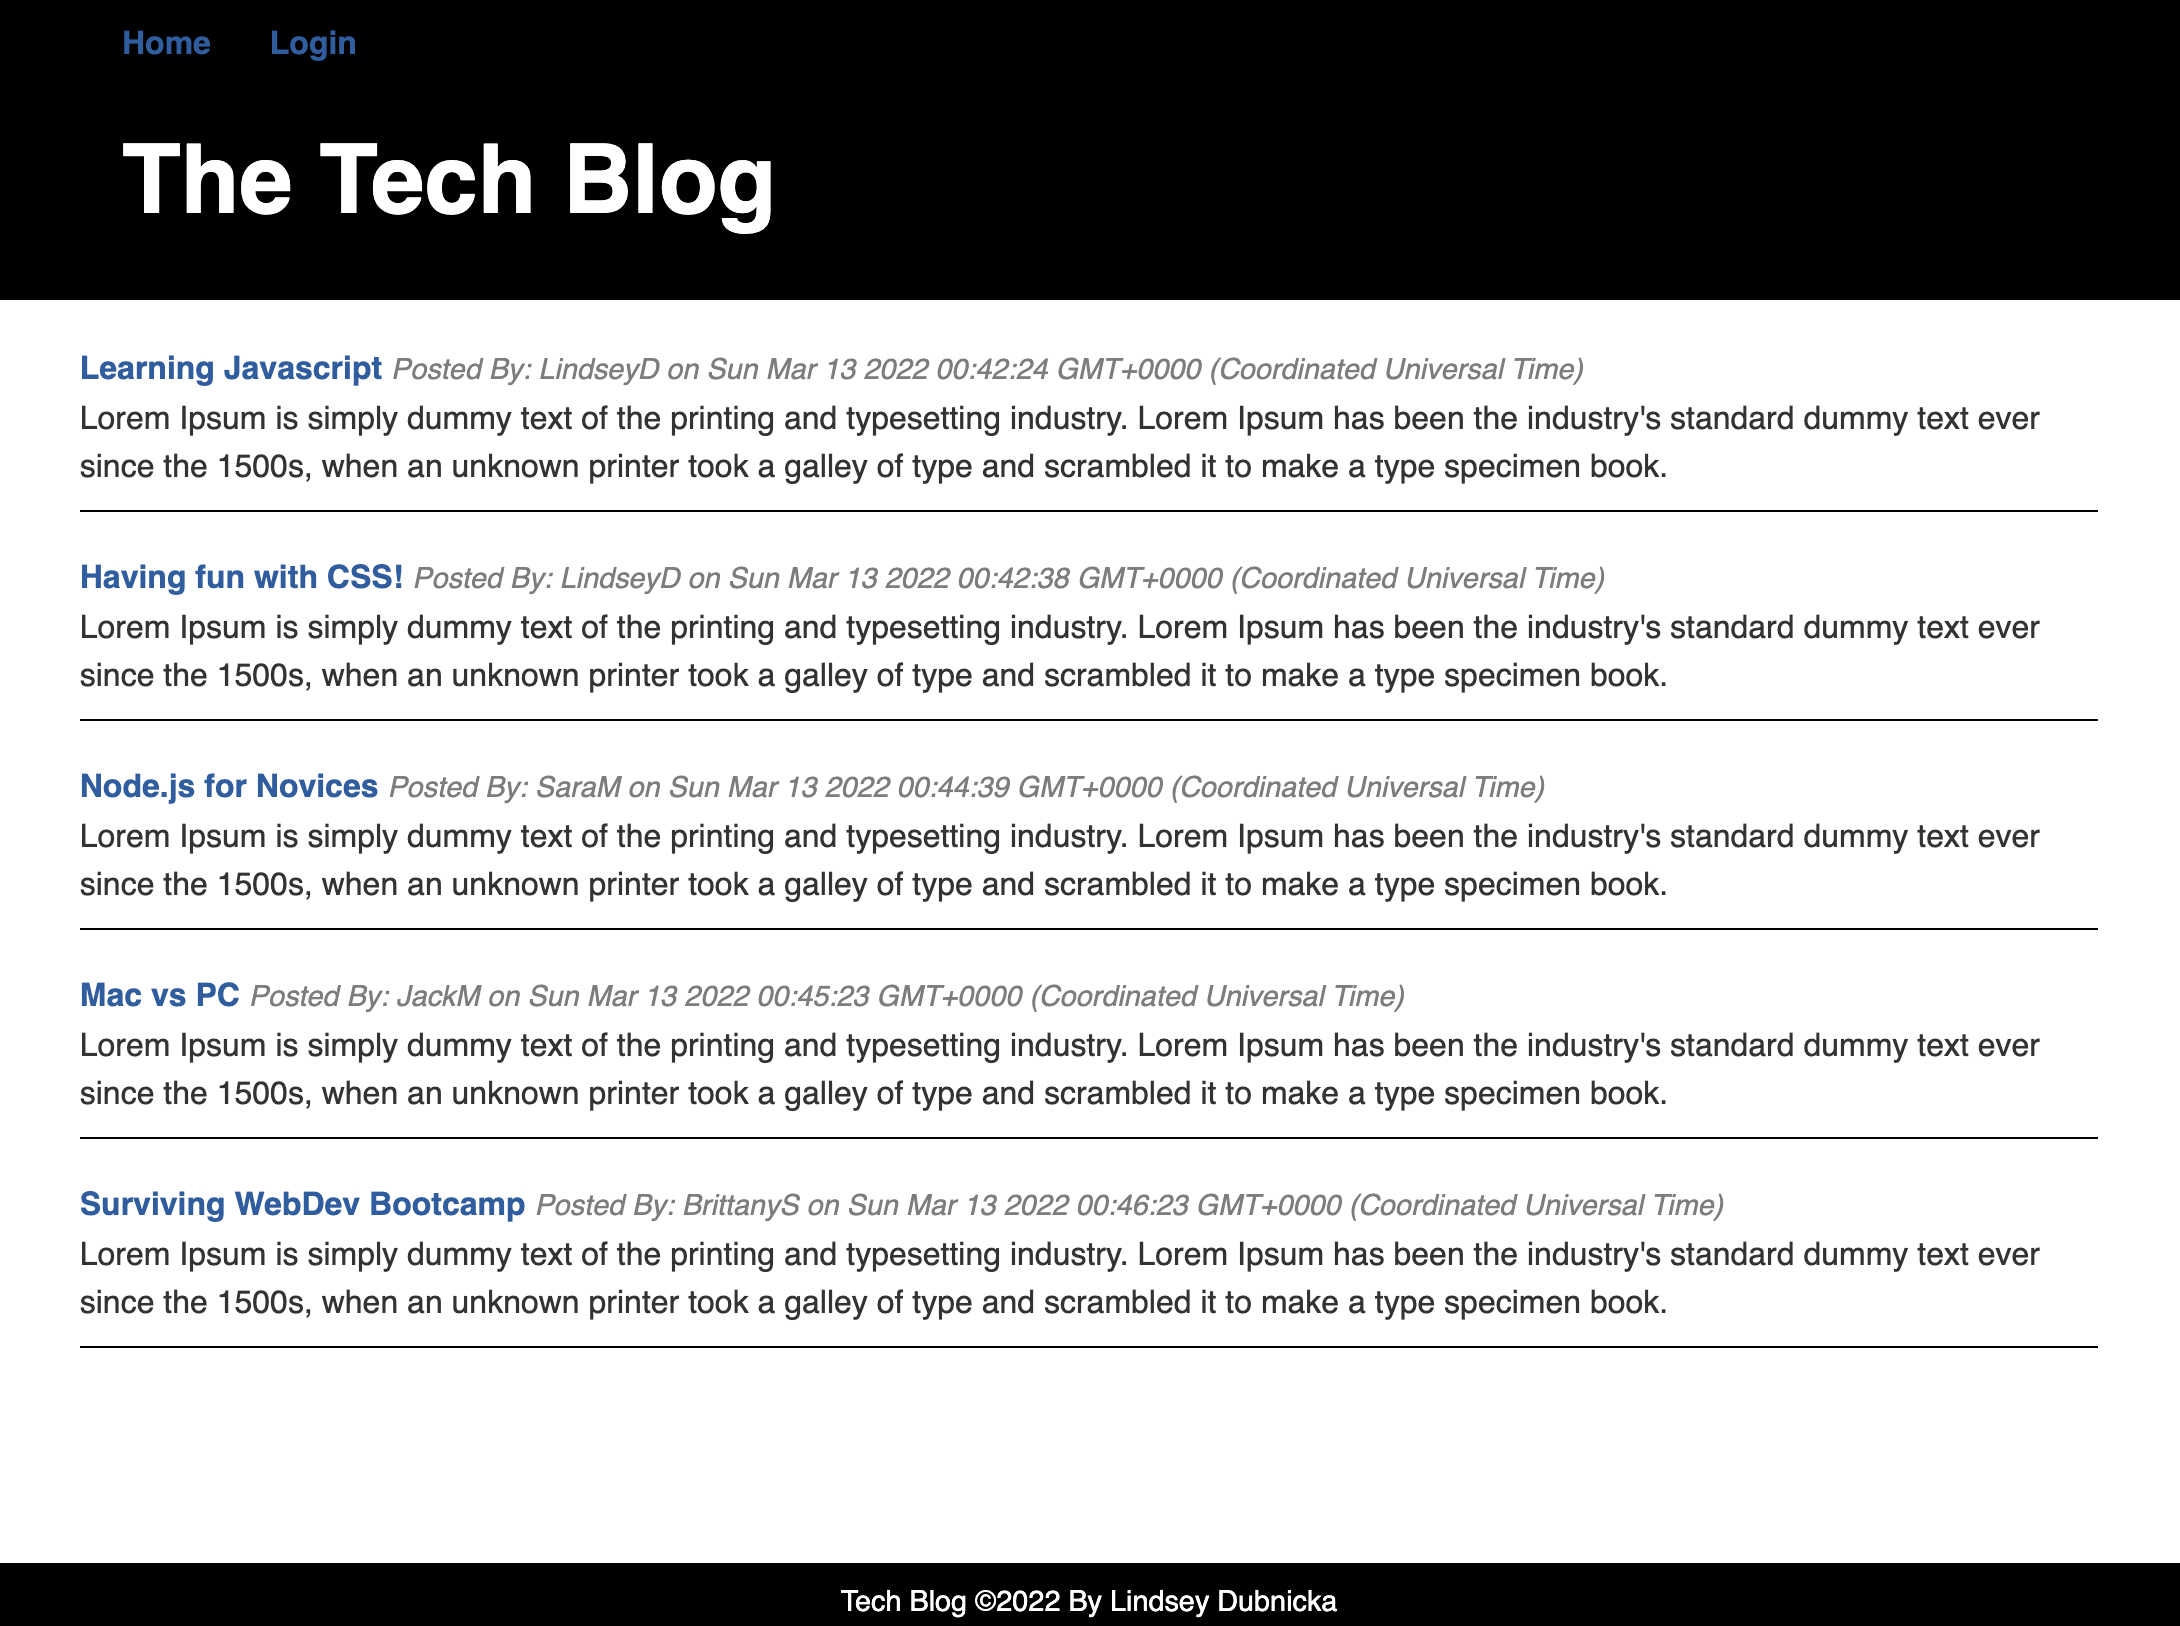 Home Login
The Tech Blog
Learning Javascript Posted By: LindseyD on Sun Mar 13 2022 00:42:24 GMT+0000 (Coordinated Universal Time)
Lorem Ipsum is simply dummy text of the printing and typesetting industry. Lorem Ipsum has been the industry's standard dummy text ever
since the 1500s, when an unknown printer took a galley of type and scrambled it to make a type specimen book.
Having fun with CSS! Posted By: LindseyD on Sun Mar 13 2022 00:42:38 GMT+0000 (Coordinated Universal Time)
Lorem Ipsum is simply dummy text of the printing and typesetting industry. Lorem Ipsum has been the industry's standard dummy text ever
since the 1500s, when an unknown printer took a galley of type and scrambled it to make a type specimen book.
Node.js for Novices Posted By: SaraM on Sun Mar 13 2022 00:44:39 GMT+0000 (Coordinated Universal Time)
Lorem Ipsum is simply dummy text of the printing and typesetting industry. Lorem Ipsum has been the industry's standard dummy text ever
since the 1500s, when an unknown printer took a galley of type and scrambled it to make a type specimen book.
Mac vs PC Posted By: JackM on Sun Mar 13 2022 00:45:23 GMT+0000 (Coordinated Universal Time)
Lorem Ipsum is simply dummy text of the printing and typesetting industry. Lorem Ipsum has been the industry's standard dummy text ever
since the 1500s, when an unknown printer took a galley of type and scrambled it to make a type specimen book.
Surviving WebDev Bootcamp Posted By: BrittanyS on Sun Mar 13 2022 00:46:23 GMT+0000 (Coordinated Universal Time)
Lorem Ipsum is simply dummy text of the printing and typesetting industry. Lorem Ipsum has been the industry's standard dummy text ever
since the 1500s, when an unknown printer took a galley of type and scrambled it to make a type specimen book.
Tech Blog ©2022 By Lindsey Dubnicka